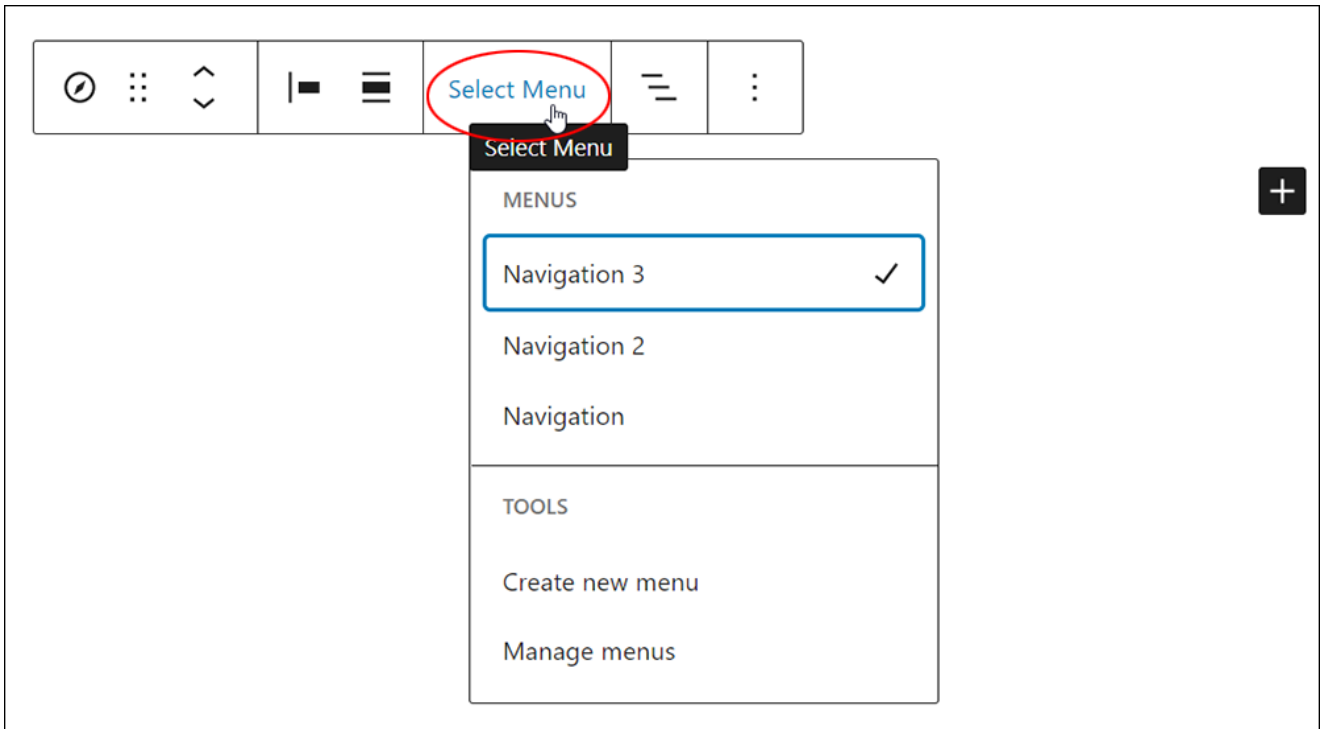 Select Menu
Select Menu
MENUS
Navigation 3
Navigation 2
Navigation
TOOLS
Create new menu
Manage menus